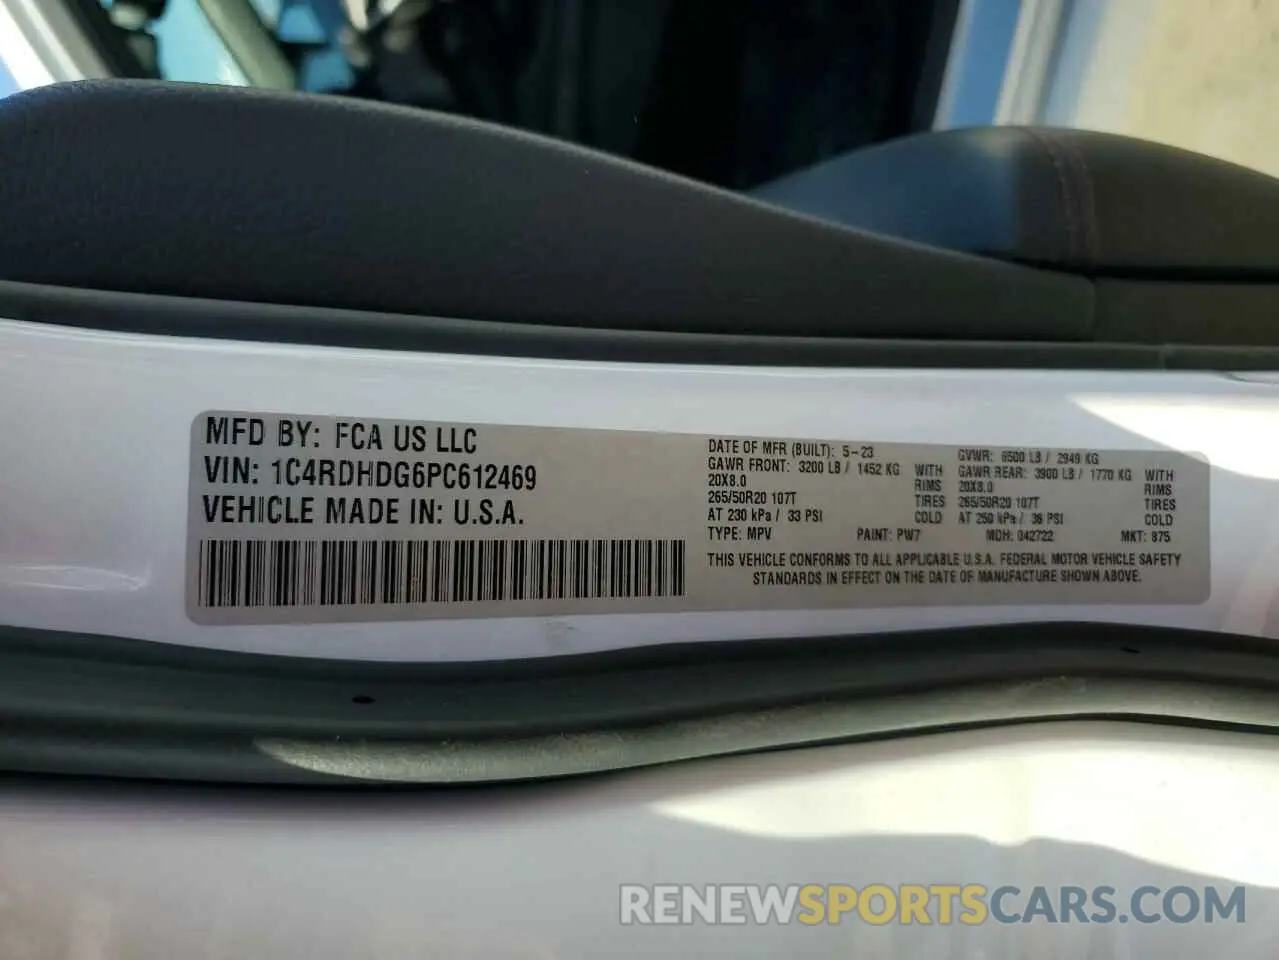 MFD BY: FCA US LLC
VIN: 1C4RDHDG6PC612469
VEHICLE MADE IN: U.S.A.
DATE OF MFR (BUILT): 5-23
GAWR FRONT: 3200 LB / 1452 KG WITH
20X8.0 RIMS
265/50R20 107T TIRES
AT 230 kPa / 33 PSI COLD
GVWR: 6500 LB / 2949 KG
GAWR REAR: 3900 LB / 1770 KG WITH
20X8.0 RIMS
265/50R20 107T TIRES
AT 250 kPa / 36 PSI COLD
TYPE: MPV PAINT: PW7 MDH: 042722 MKT: 875
THIS VEHICLE CONFORMS TO ALL APPLICABLE U.S.A. FEDERAL MOTOR VEHICLE SAFETY
STANDARDS IN EFFECT ON THE DATE OF MANUFACTURE SHOWN ABOVE.
RENEWSPORTSCARS.COM